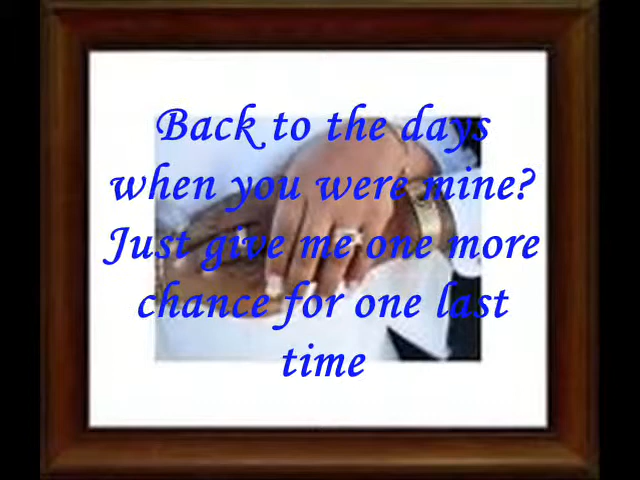 Back to the days
when you were mine?
Just give me one more
chance for one last
time